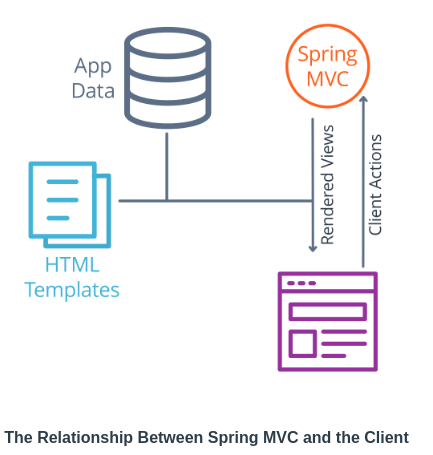 App
Data
Spring
MVC
Rendered Views
Client Actions
HTML
Templates
The Relationship Between Spring MVC and the Client